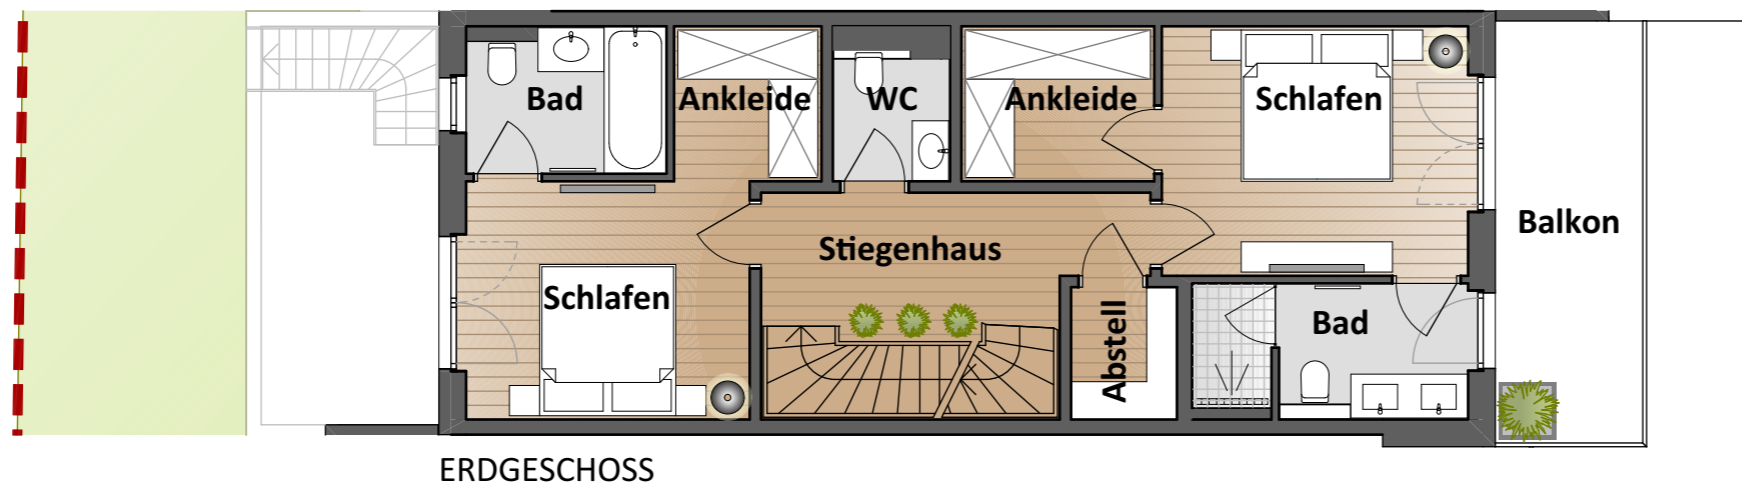 Bad
Ankleide
WC
Ankleide
Schlafen
Balkon
Stiegenhaus
Schlafen
Abstell
Bad
ERDGESCHOSS